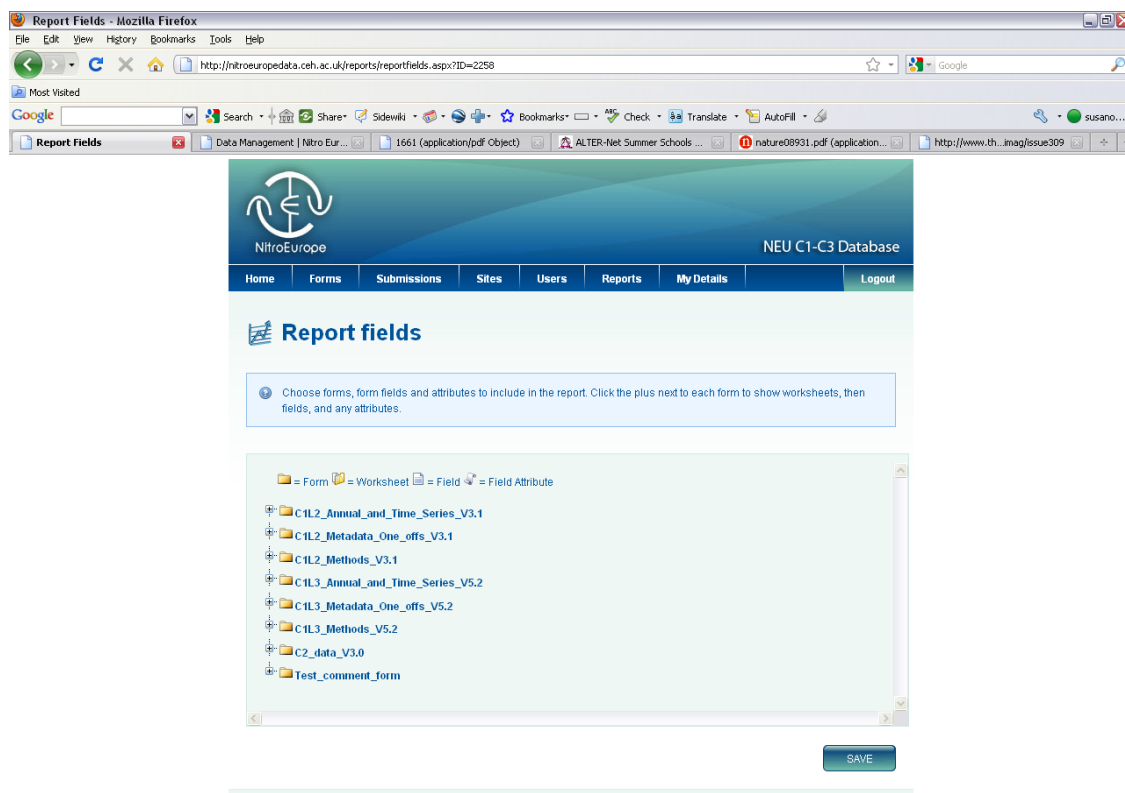 Report Fields - Mozilla Firefox
File Edit View History Bookmarks Tools Help
http://nitroeuropedata.ceh.ac.uk/reports/reportfields.aspx?ID=2258
Google
Most Visited
Google Search Share Sidewiki Bookmarks Check Translate AutoFill susano...
Report Fields Data Management | Nitro Eur... 1661 (application/pdf Object) ALTER-Net Summer Schools ... nature08931.pdf (application... http://www.th...imag/issue309
NitroEurope
NEU C1-C3 Database
Home Forms Submissions Sites Users Reports My Details Logout
Report fields
Choose forms, form fields and attributes to include in the report. Click the plus next to each form to show worksheets, then
fields, and any attributes.
= Form = Worksheet = Field = Field Attribute
C1L2_Annual_and_Time_Series_V3.1
C1L2_Metadata_One_offs_V3.1
C1L2_Methods_V3.1
C1L3_Annual_and_Time_Series_V5.2
C1L3_Metadata_One_offs_V5.2
C1L3_Methods_V5.2
C2_data_V3.0
Test_comment_form
SAVE